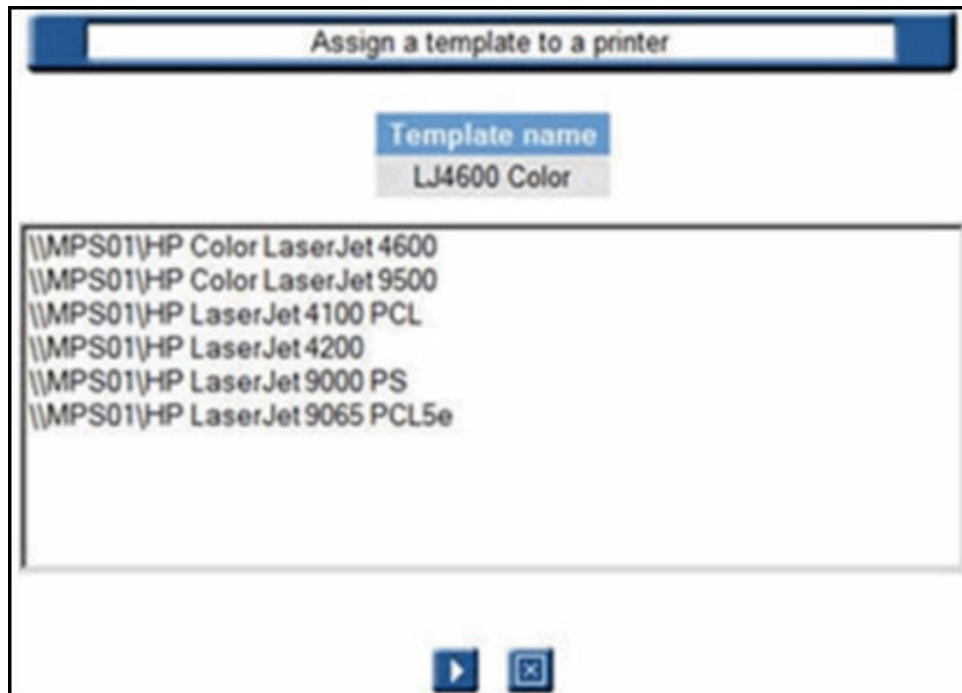 Assign a template to a printer
Template name
LJ4600 Color
\\MPS01\HP Color LaserJet 4600
\\MPS01\HP Color LaserJet 9500
\\MPS01\HP LaserJet 4100 PCL
\\MPS01\HP LaserJet 4200
\\MPS01\HP LaserJet 9000 PS
\\MPS01\HP LaserJet 9065 PCL5e